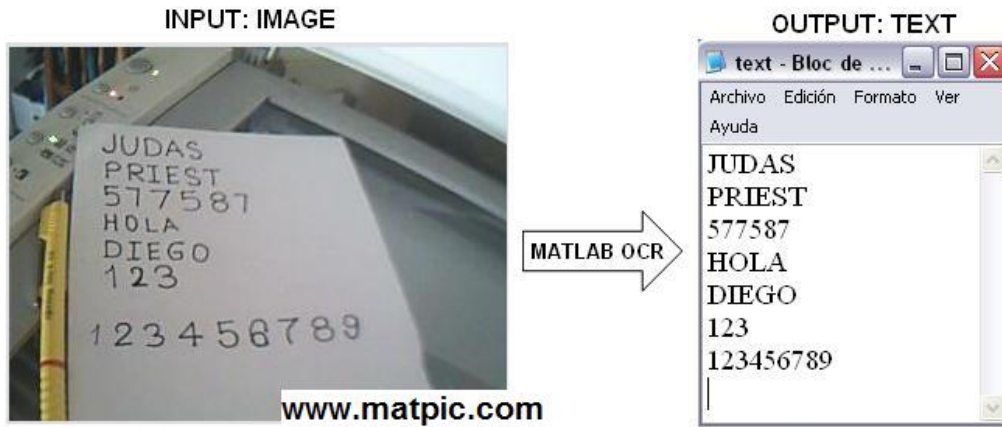 INPUT: IMAGE
JUDAS
PRIEST
577587
HOLA
DIEGO
123
123456789
www.matpic.com
MATLAB OCR
OUTPUT: TEXT
text - Bloc de ...
Archivo Edición Formato Ver
Ayuda
JUDAS
PRIEST
577587
HOLA
DIEGO
123
123456789